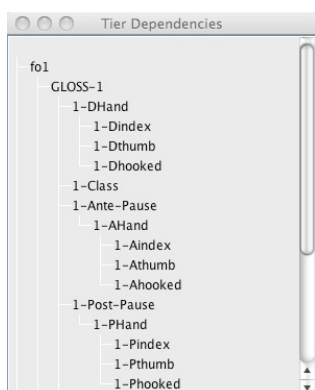 Tier Dependencies
fo1
GLOSS-1
1-DHand
1-Dindex
1-Dthumb
1-Dhooked
1-Class
1-Ante-Pause
1-AHand
1-Aindex
1-Athumb
1-Ahooked
1-Post-Pause
1-PHand
1-Pindex
1-Pthumb
1-Phooked